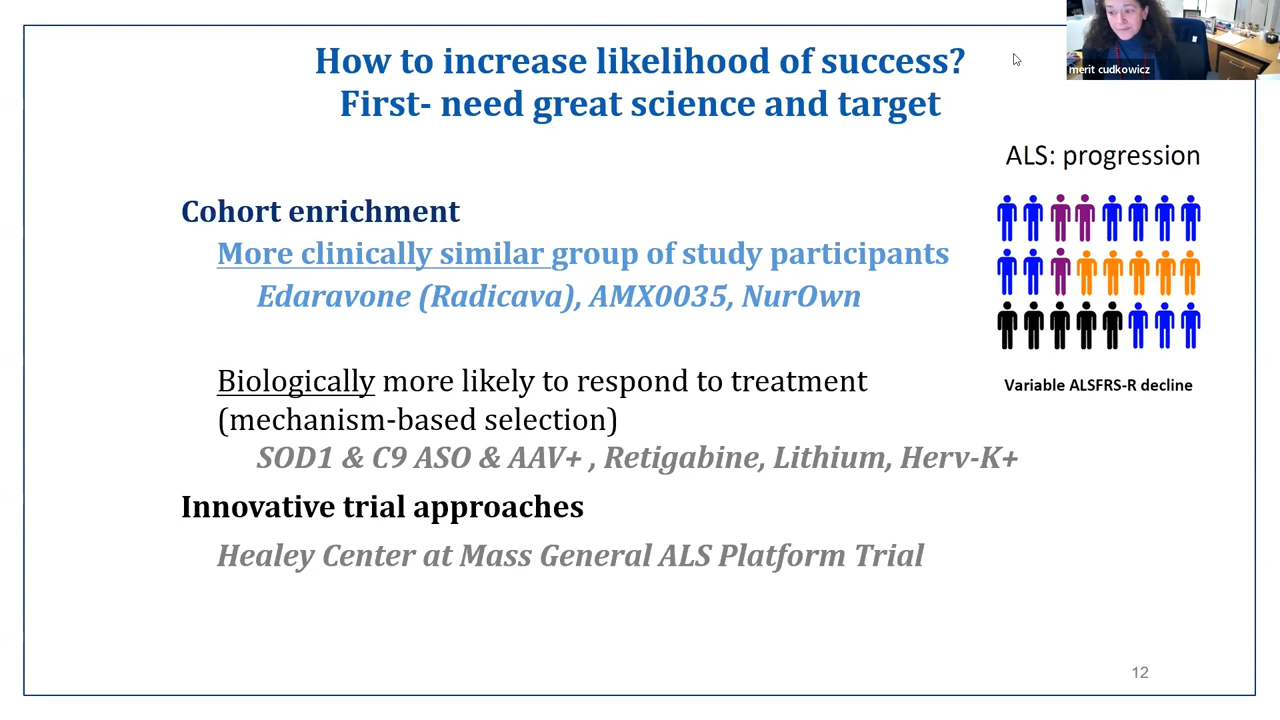 How to increase likelihood of success?
First- need great science and target
merit cudkowicz
ALS: progression
Cohort enrichment
More clinically similar group of study participants
Edaravone (Radicava), AMX0035, NurOwn
Variable ALSFRS-R decline
Biologically more likely to respond to treatment
(mechanism-based selection)
SOD1 & C9 ASO & AAV+ , Retigabine, Lithium, Herv-K+
Innovative trial approaches
Healey Center at Mass General ALS Platform Trial
12